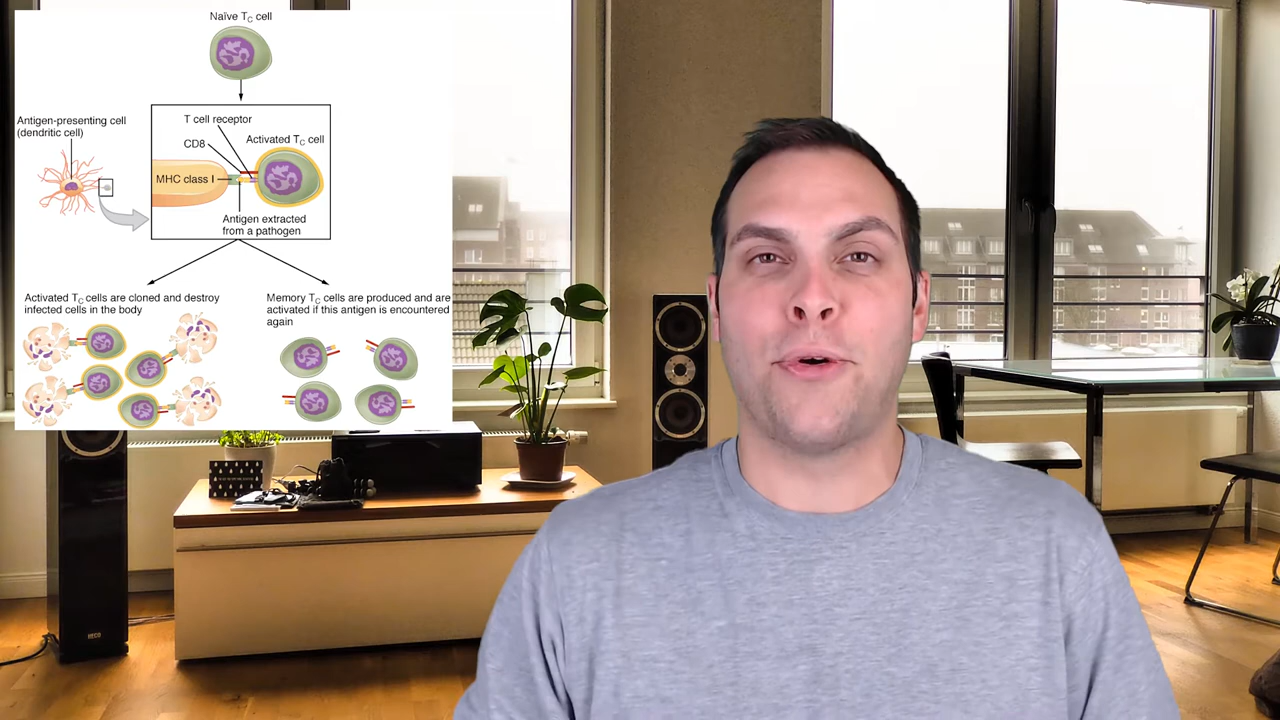 Naïve TC cell
T cell receptor
Antigen-presenting cell
(dendritic cell)
CD8
Activated TC cell
MHC class I
Antigen extracted
from a pathogen
Activated TC cells are cloned and destroy
infected cells in the body
Memory TC cells are produced and are
activated if this antigen is encountered
again
HECO